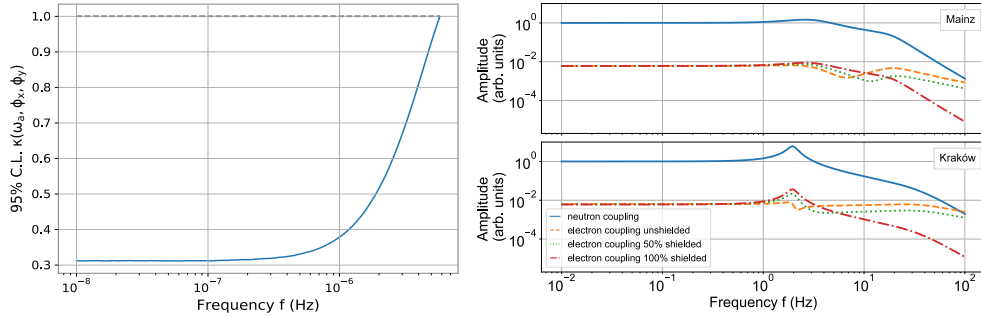 95% C.L. κ(ωₐ, ϕₓ, ϕᵧ)
1.0
0.9
0.8
0.7
0.6
0.5
0.4
0.3
10⁻⁸
10⁻⁷
10⁻⁶
Frequency f (Hz)
Amplitude
(arb. units)
10⁰
10⁻²
10⁻⁴
Mainz
Amplitude
(arb. units)
10⁰
10⁻²
10⁻⁴
Kraków
neutron coupling
electron coupling unshielded
electron coupling 50% shielded
electron coupling 100% shielded
10⁻²
10⁻¹
10⁰
10¹
10²
Frequency f (Hz)